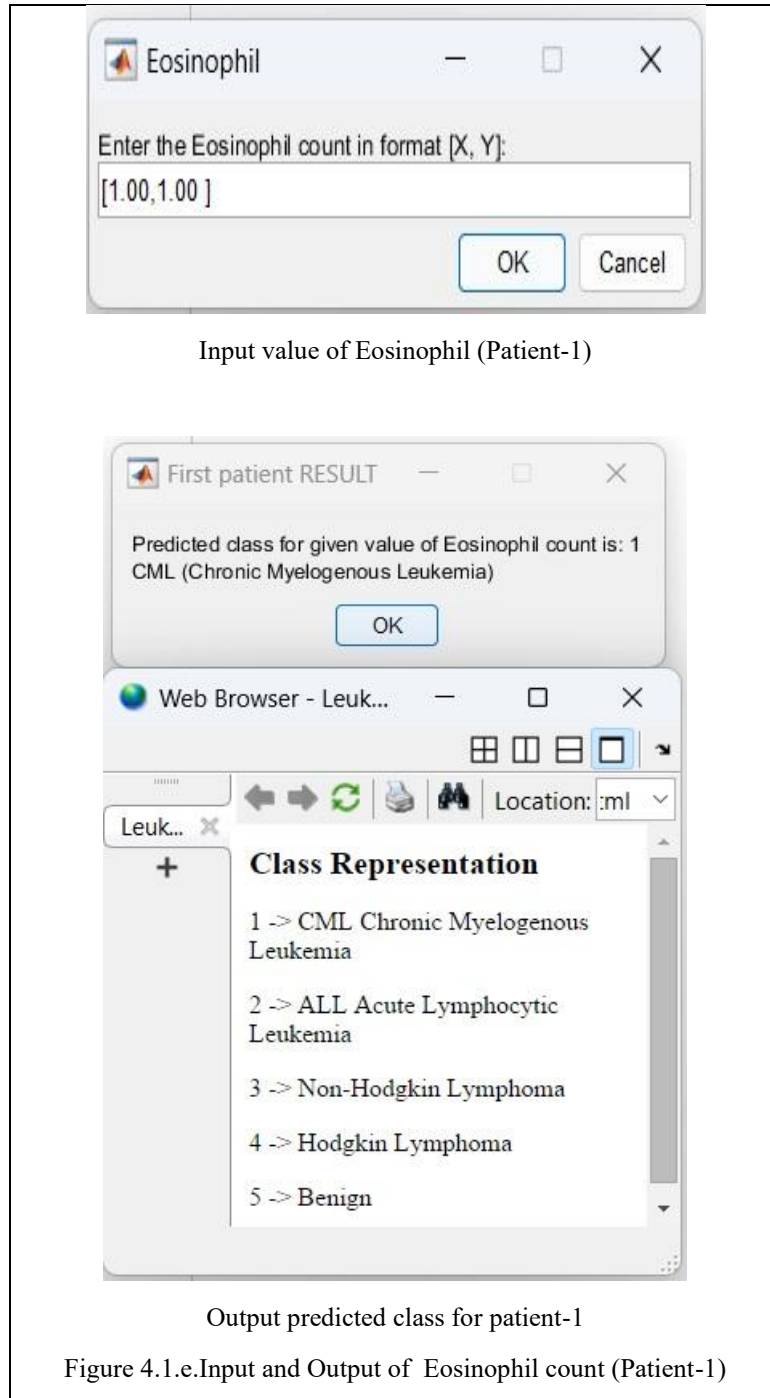 Eosinophil
Enter the Eosinophil count in format [X, Y]:
[1.00,1.00 ]
OK Cancel
Input value of Eosinophil (Patient-1)
First patient RESULT
Predicted class for given value of Eosinophil count is: 1
CML (Chronic Myelogenous Leukemia)
OK
Web Browser - Leuk...
Location: :ml
Leuk...
Class Representation
1 -> CML Chronic Myelogenous
Leukemia
2 -> ALL Acute Lymphocytic
Leukemia
3 -> Non-Hodgkin Lymphoma
4 -> Hodgkin Lymphoma
5 -> Benign
Output predicted class for patient-1
Figure 4.1.e.Input and Output of Eosinophil count (Patient-1)